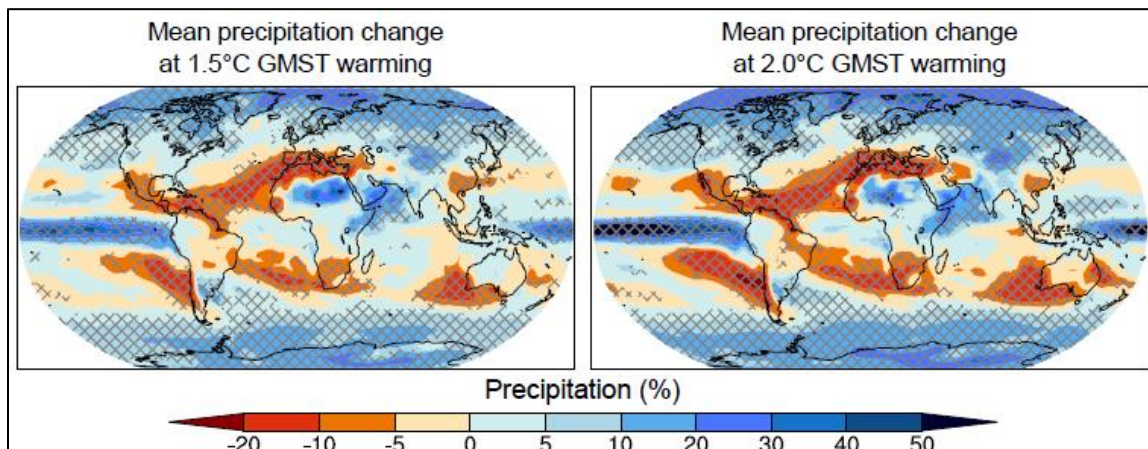 Mean precipitation change
at 1.5°C GMST warming
Mean precipitation change
at 2.0°C GMST warming
Precipitation (%)
-20 -10 -5 0 5 10 20 30 40 50